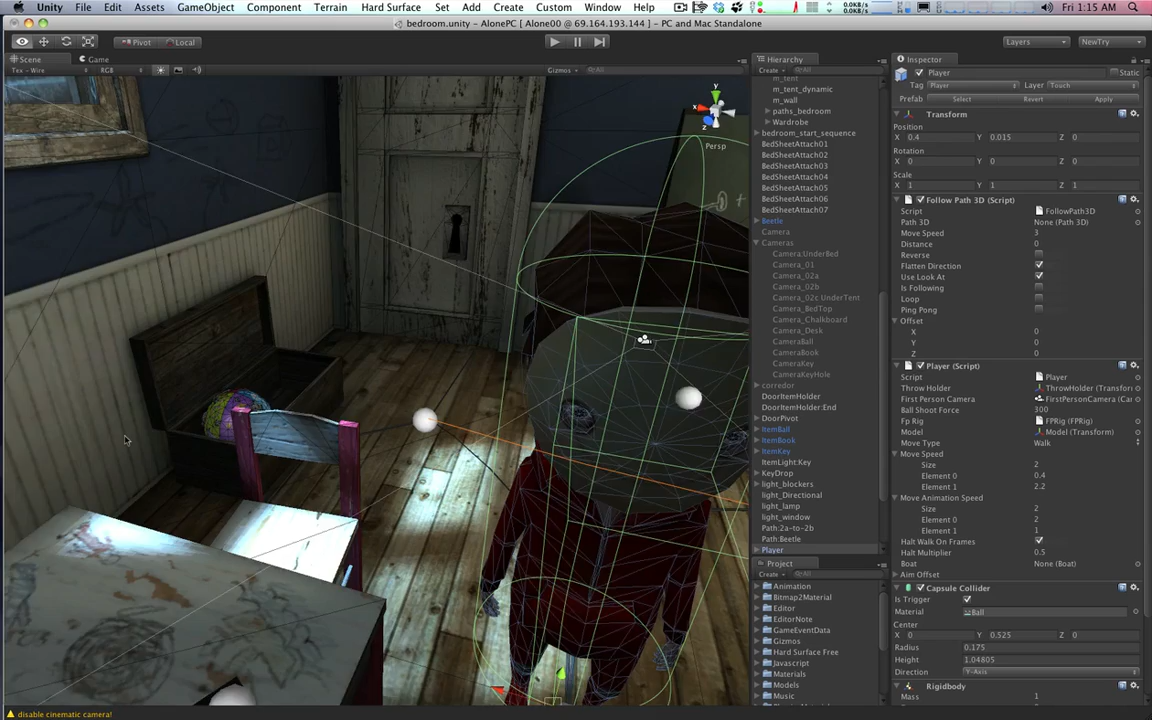 Unity File Edit Assets GameObject Component Terrain Hard Surface Set Add Create Custom Window Help Fri 1:15 AM
bedroom.unity - AlonePC [ Alone00 @ 69.164.193.144 ] - PC and Mac Standalone
Pivot Local Layers NewTry
Scene Game
Tex - Wire RGB Gizmos All
y
x
z
Persp
Hierarchy
Create All
m_tent
m_tent_dynamic
m_wall
paths_bedroom
Wardrobe
bedroom_start_sequence
BedSheetAttach01
BedSheetAttach02
BedSheetAttach03
BedSheetAttach04
BedSheetAttach05
BedSheetAttach06
BedSheetAttach07
Beetle
Camera
Cameras
Camera.UnderBed
Camera_01
Camera_02a
Camera_02b
Camera_02c UnderTent
Camera_BedTop
Camera_Chalkboard
Camera_Desk
CameraBall
CameraBook
CameraKey
CameraKeyHole
corredor
DoorItemHolder
DoorItemHolder:End
DoorPivot
ItemBall
ItemBook
ItemKey
ItemLight:Key
KeyDrop
light_blockers
light_Directional
light_lamp
light_window
Path:2a-to-2b
Path:Beetle
Player
Project
Create All
Animation
Bitmap2Material
Editor
EditorNote
GameEventData
Gizmos
Hard Surface Free
Javascript
Materials
Models
Music
Inspector
Player Static
Tag Player Layer Touch
Prefab Select Revert Apply
Transform
Position
X 0.4 Y 0.015 Z 0
Rotation
X 0 Y 0 Z 0
Scale
X 1 Y 1 Z 1
Follow Path 3D (Script)
Script FollowPath3D
Path 3D None (Path 3D)
Move Speed 3
Distance 0
Reverse
Flatten Direction
Use Look At
Is Following
Loop
Ping Pong
Offset
X 0
Y 0
Z 0
Player (Script)
Script Player
Throw Holder ThrowHolder (Transfor
First Person Camera FirstPersonCamera (Ca
Ball Shoot Force 300
Fp Rig FPRig (FPRig)
Model Model (Transform)
Move Type Walk
Move Speed
Size 2
Element 0 0.4
Element 1 2.2
Move Animation Speed
Size 2
Element 0 2
Element 1 1
Halt Walk On Frames
Halt Multiplier 0.5
Boat None (Boat)
Aim Offset
Capsule Collider
Is Trigger
Material Ball
Center
X 0 Y 0.525 Z 0
Radius 0.175
Height 1.04805
Direction Y-Axis
Rigidbody
Mass 1
disable cinematic camera!